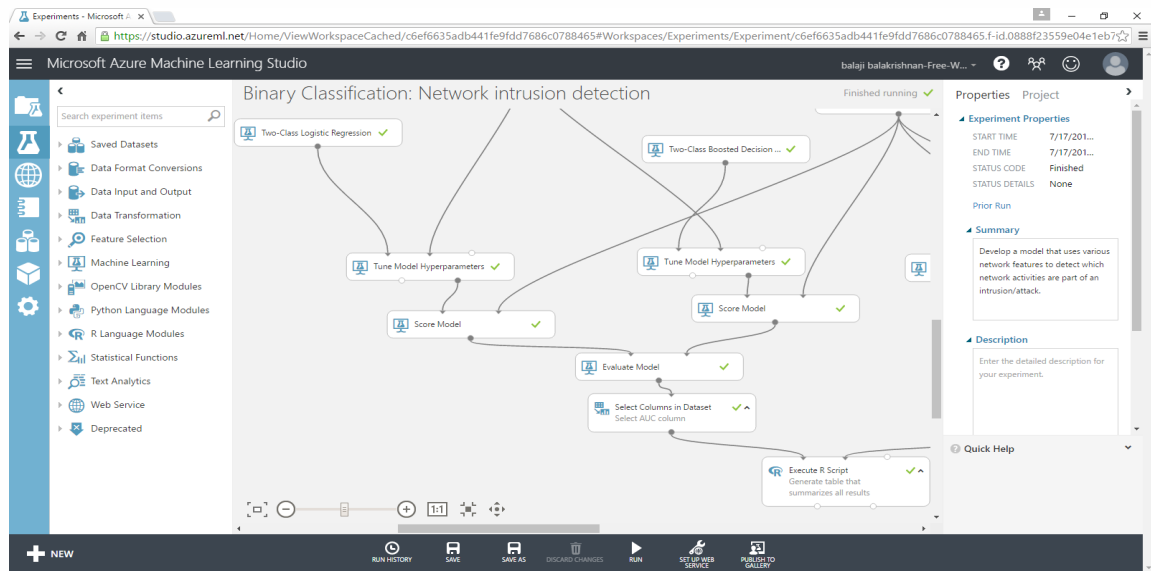 Experiments - Microsoft A
https://studio.azureml.net/Home/ViewWorkspaceCached/c6ef6635adb441fe9fdd7686c0788465#Workspaces/Experiments/Experiment/c6ef6635adb441fe9fdd7686c0788465.f-id.0888f23559e04e1eb7
Microsoft Azure Machine Learning Studio
balaji balakrishnan-Free-W...
Search experiment items
Saved Datasets
Data Format Conversions
Data Input and Output
Data Transformation
Feature Selection
Machine Learning
OpenCV Library Modules
Python Language Modules
R Language Modules
Statistical Functions
Text Analytics
Web Service
Deprecated
Binary Classification: Network intrusion detection
Finished running
Two-Class Logistic Regression
Two-Class Boosted Decision ...
Tune Model Hyperparameters
Tune Model Hyperparameters
Score Model
Score Model
Evaluate Model
Select Columns in Dataset
Select AUC column
Execute R Script
Generate table that
summarizes all results
1:1
Properties Project
Experiment Properties
START TIME 7/17/201...
END TIME 7/17/201...
STATUS CODE Finished
STATUS DETAILS None
Prior Run
Summary
Develop a model that uses various
network features to detect which
network activities are part of an
intrusion/attack.
Description
Enter the detailed description for
your experiment.
Quick Help
NEW
RUN HISTORY
SAVE
SAVE AS
DISCARD CHANGES
RUN
SET UP WEB
SERVICE
PUBLISH TO
GALLERY